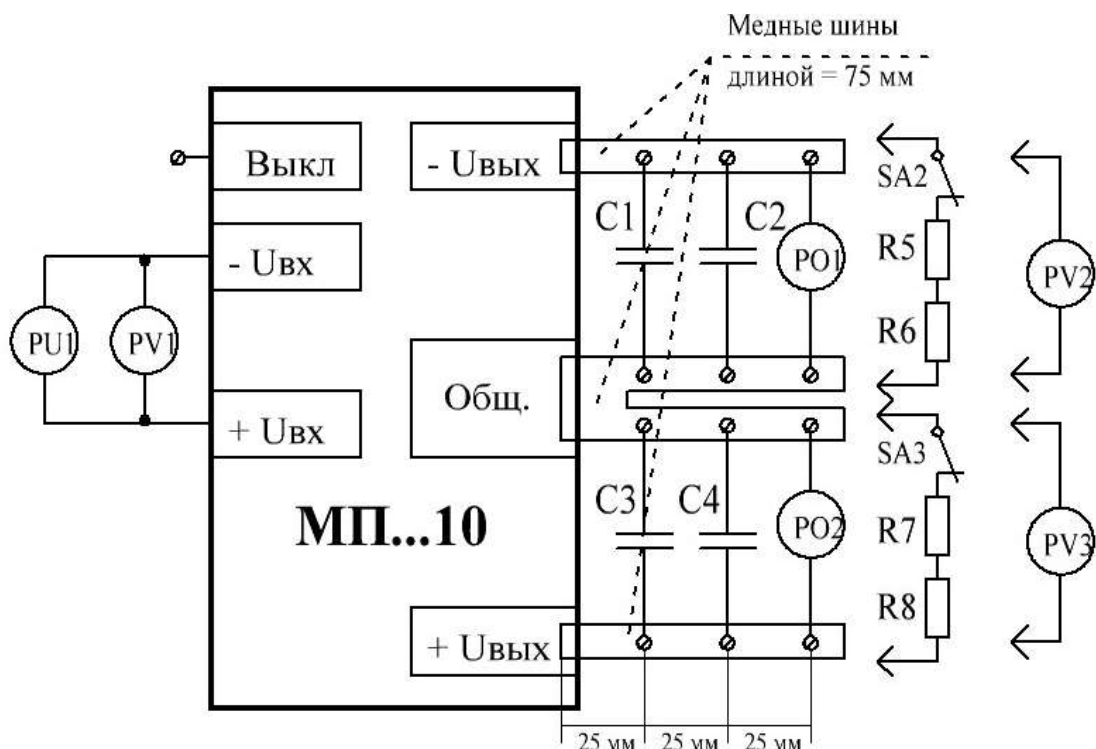 Медные шины
длиной = 75 мм
Выкл
- Uвых
SA2
C1
C2
R5
- Uвх
PO1
PV2
PU1
PV1
R6
Общ.
+ Uвх
SA3
C3
C4
МП...10
PO2
R7
PV3
R8
+ Uвых
25 мм
25 мм
25 мм